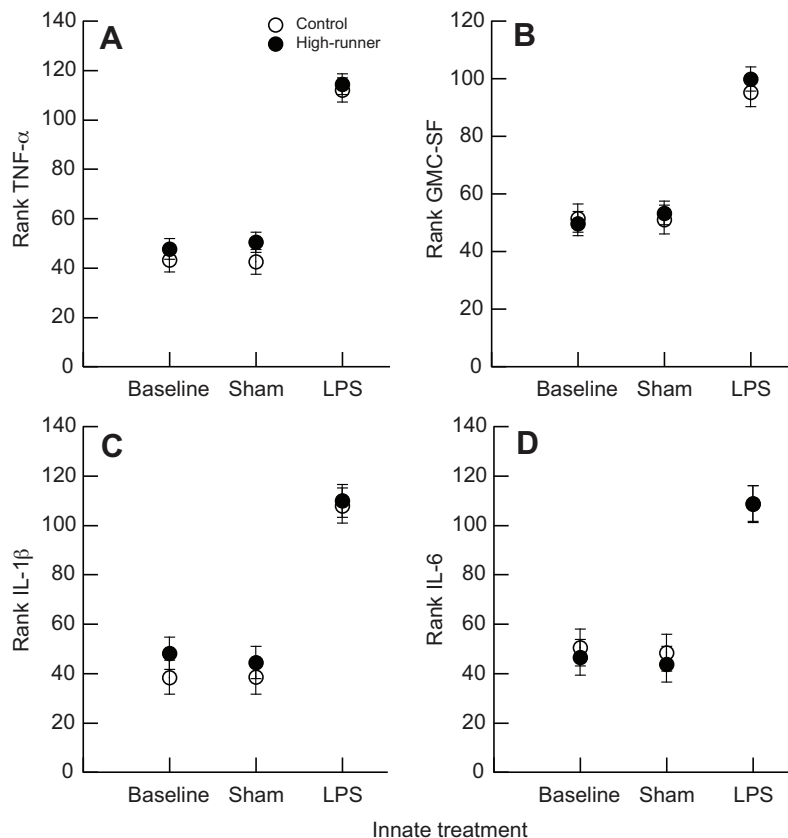 A
Control
High-runner
Rank TNF-α
140
120
100
80
60
40
20
0
Baseline Sham LPS
B
Rank GMC-SF
120
100
80
60
40
20
0
Baseline Sham LPS
C
Rank IL-1β
140
120
100
80
60
40
20
0
Baseline Sham LPS
D
Rank IL-6
140
120
100
80
60
40
20
0
Baseline Sham LPS
Innate treatment